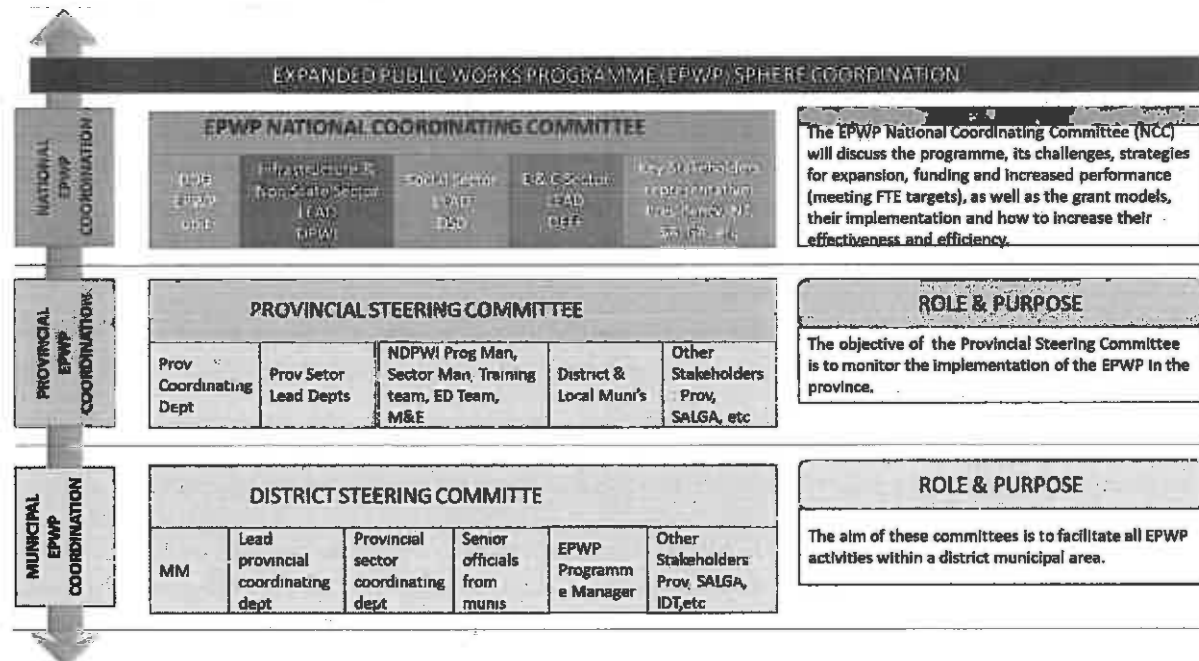 EXPANDED PUBLIC WORKS PROGRAMME (EPWP) SPHERE COORDINATION
NATIONAL
EPWP
COORDINATION
EPWP NATIONAL COORDINATING COMMITTEE
EPWP
Infrastructure &
Non State Sector
LEAD
DPWI
Social Sector
LEAD
DSD
E & C Sector
LEAD
DEFF
Key Stakeholders
representation
The EPWP National Coordinating Committee (NCC)
will discuss the programme, its challenges, strategies
for expansion, funding and increased performance
(meeting FTE targets), as well as the grant models,
their implementation and how to increase their
effectiveness and efficiency.
PROVINCIAL
EPWP
COORDINATION
PROVINCIAL STEERING COMMITTEE
Prov
Coordinating
Dept
Prov Setor
Lead Depts
NDPWI Prog Man,
Sector Man, Training
team, ED Team,
M&E
District &
Local Muni's
Other
Stakeholders
Prov,
SALGA, etc
ROLE & PURPOSE
The objective of the Provincial Steering Committee
is to monitor the implementation of the EPWP in the
province.
MUNICIPAL
EPWP
COORDINATION
DISTRICT STEERING COMMITTE
MM
Lead
provincial
coordinating
dept
Provincial
sector
coordinating
dept
Senior
officials
from
munis
EPWP
Programm
e Manager
Other
Stakeholders
Prov, SALGA,
IDT,etc
ROLE & PURPOSE
The aim of these committees is to facilitate all EPWP
activities within a district municipal area.